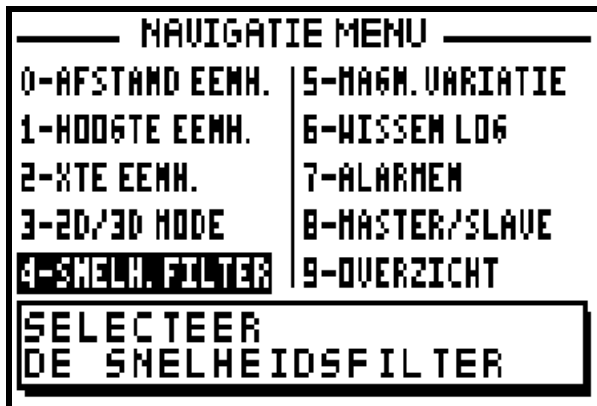 NAVIGATIE MENU
0-AFSTAND EENH.
1-HOOGTE EENH.
2-XTE EENH.
3-2D/3D MODE
4-SNELH. FILTER
5-MAGN. VARIATIE
6-WISSEN LOG
7-ALARMEN
8-MASTER/SLAVE
9-OVERZICHT
SELECTEER
DE SNELHEIDSFILTER